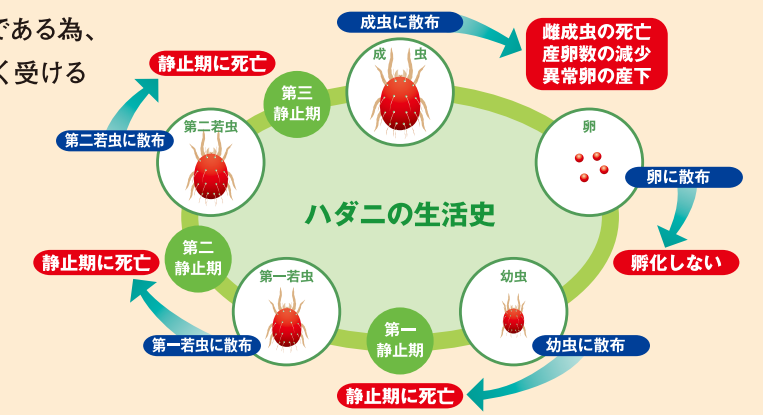 である為、
く受ける
成虫に散布
雌成虫の死亡
産卵数の減少
異常卵の産下
静止期に死亡
第三
静止期
成 虫
第二若虫に散布
第二若虫
卵
卵に散布
ハダニの生活史
孵化しない
第二
静止期
静止期に死亡
第一若虫
第一若虫に散布
第一
静止期
幼虫
幼虫に散布
静止期に死亡